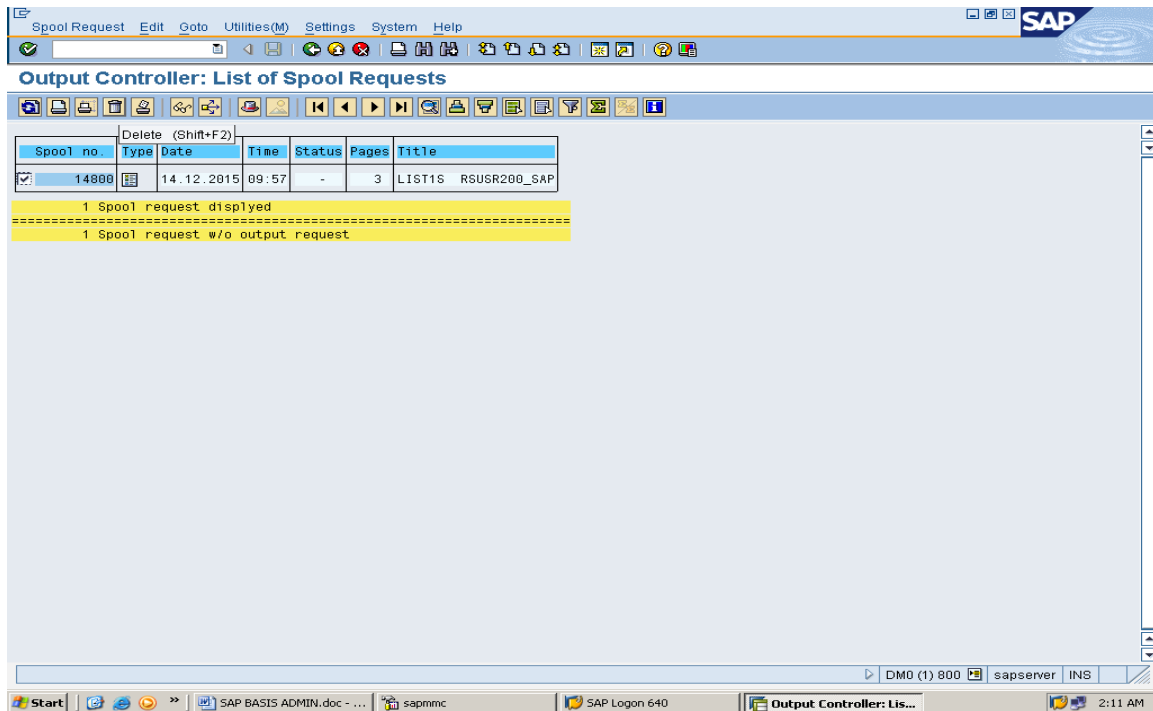 Spool Request Edit Goto Utilities(M) Settings System Help
SAP
Output Controller: List of Spool Requests
Delete (Shift+F2)
Spool no. Type Date Time Status Pages Title
14800 14.12.2015 09:57 - 3 LIST1S RSUSR200_SAP
1 Spool request displyed
======================================================================
1 Spool request w/o output request
DM0 (1) 800 sapserver INS
Start » SAP BASIS ADMIN.doc - ... sapmmc SAP Logon 640 Output Controller: Lis... 2:11 AM